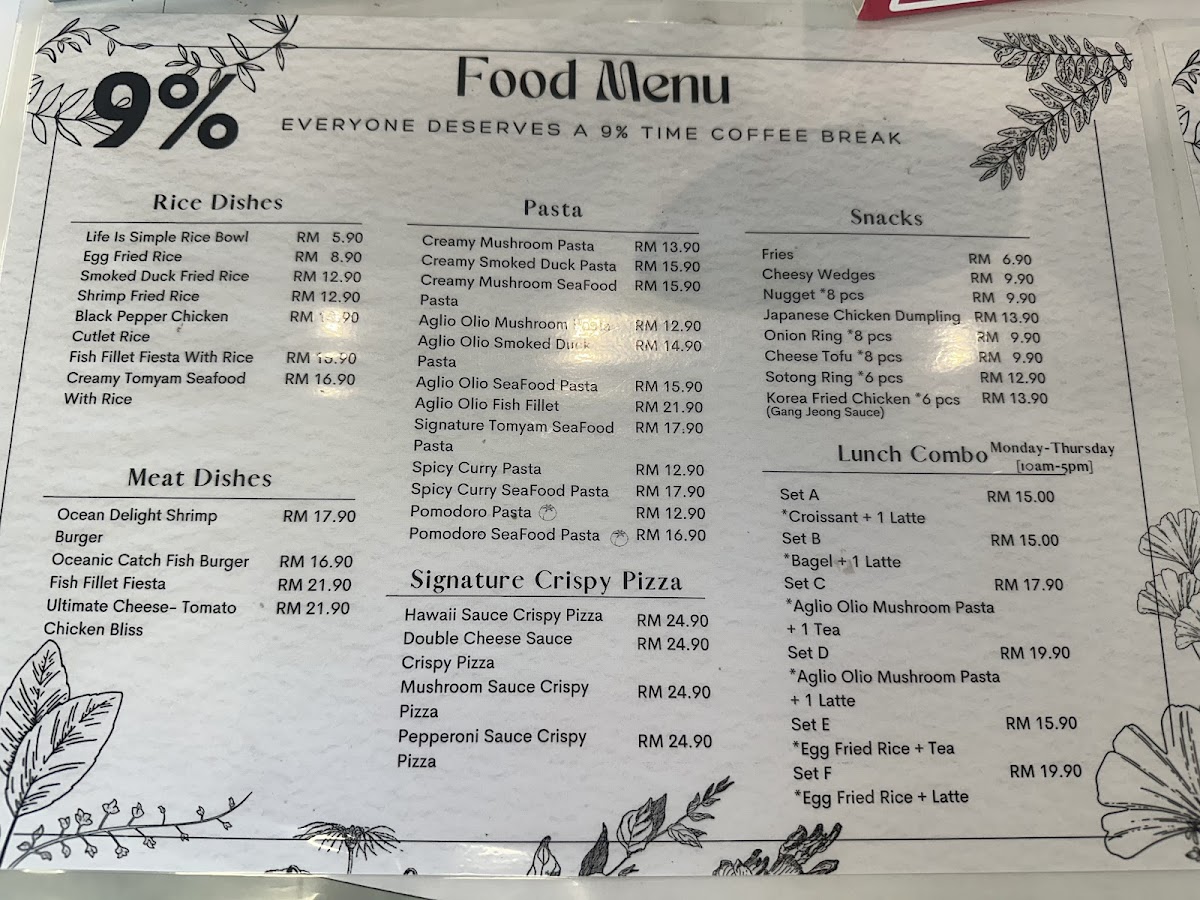 9%
Food Menu
EVERYONE DESERVES A 9% TIME COFFEE BREAK
Rice Dishes
Life Is Simple Rice Bowl RM 5.90
Egg Fried Rice RM 8.90
Smoked Duck Fried Rice RM 12.90
Shrimp Fried Rice RM 12.90
Black Pepper Chicken RM
Cutlet Rice
Fish Fillet Fiesta With Rice RM
Creamy Tomyam Seafood RM 16.90
With Rice
Meat Dishes
Ocean Delight Shrimp RM 17.90
Burger
Oceanic Catch Fish Burger RM 16.90
Fish Fillet Fiesta RM 21.90
Ultimate Cheese- Tomato RM 21.90
Chicken Bliss
Pasta
Creamy Mushroom Pasta RM 13.90
Creamy Smoked Duck Pasta RM 15.90
Creamy Mushroom SeaFood RM 15.90
Pasta
Aglio Olio Mushroom Pasta RM 12.90
Aglio Olio Smoked Duck RM 14.90
Pasta
Aglio Olio SeaFood Pasta RM 15.90
Aglio Olio Fish Fillet RM 21.90
Signature Tomyam SeaFood RM 17.90
Pasta
Spicy Curry Pasta RM 12.90
Spicy Curry SeaFood Pasta RM 17.90
Pomodoro Pasta RM 12.90
Pomodoro SeaFood Pasta RM 16.90
Signature Crispy Pizza
Hawaii Sauce Crispy Pizza RM 24.90
Double Cheese Sauce RM 24.90
Crispy Pizza
Mushroom Sauce Crispy RM 24.90
Pizza
Pepperoni Sauce Crispy RM 24.90
Pizza
Snacks
Fries RM 6.90
Cheesy Wedges RM 9.90
Nugget *8 pcs RM 9.90
Japanese Chicken Dumpling RM 13.90
Onion Ring *8 pcs RM 9.90
Cheese Tofu *8 pcs RM 9.90
Sotong Ring *6 pcs RM 12.90
Korea Fried Chicken *6 pcs RM 13.90
(Gang Jeong Sauce)
Lunch Combo Monday-Thursday
[10am-5pm]
Set A RM 15.00
*Croissant + 1 Latte
Set B RM 15.00
*Bagel + 1 Latte
Set C RM 17.90
*Aglio Olio Mushroom Pasta
+ 1 Tea
Set D RM 19.90
*Aglio Olio Mushroom Pasta
+ 1 Latte
Set E RM 15.90
*Egg Fried Rice + Tea
Set F RM 19.90
*Egg Fried Rice + Latte